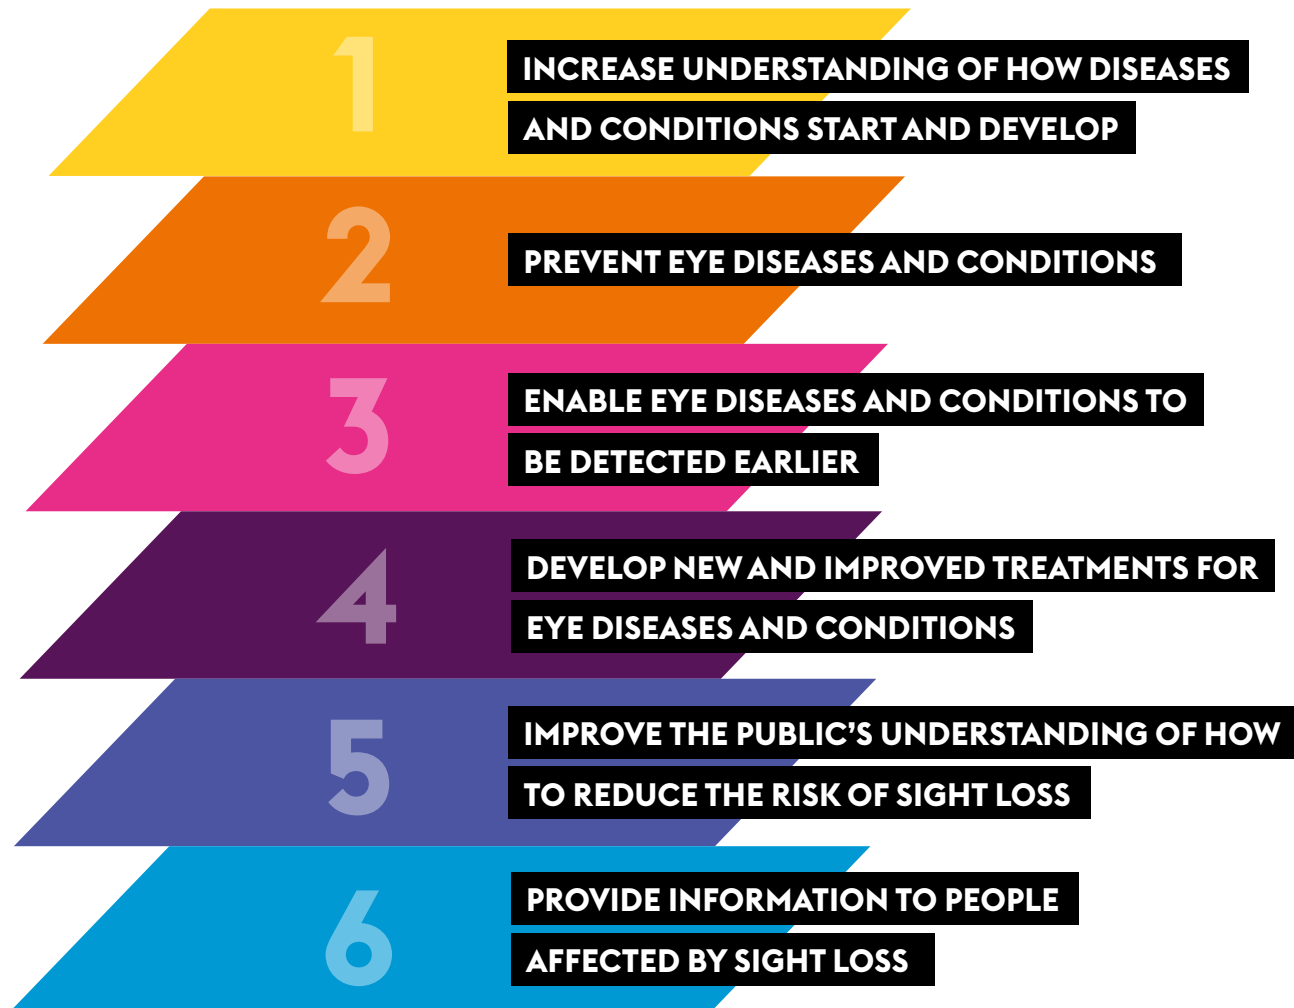 1
INCREASE UNDERSTANDING OF HOW DISEASES
AND CONDITIONS START AND DEVELOP
2
PREVENT EYE DISEASES AND CONDITIONS
3
ENABLE EYE DISEASES AND CONDITIONS TO
BE DETECTED EARLIER
4
DEVELOP NEW AND IMPROVED TREATMENTS FOR
EYE DISEASES AND CONDITIONS
5
IMPROVE THE PUBLIC’S UNDERSTANDING OF HOW
TO REDUCE THE RISK OF SIGHT LOSS
6
PROVIDE INFORMATION TO PEOPLE
AFFECTED BY SIGHT LOSS